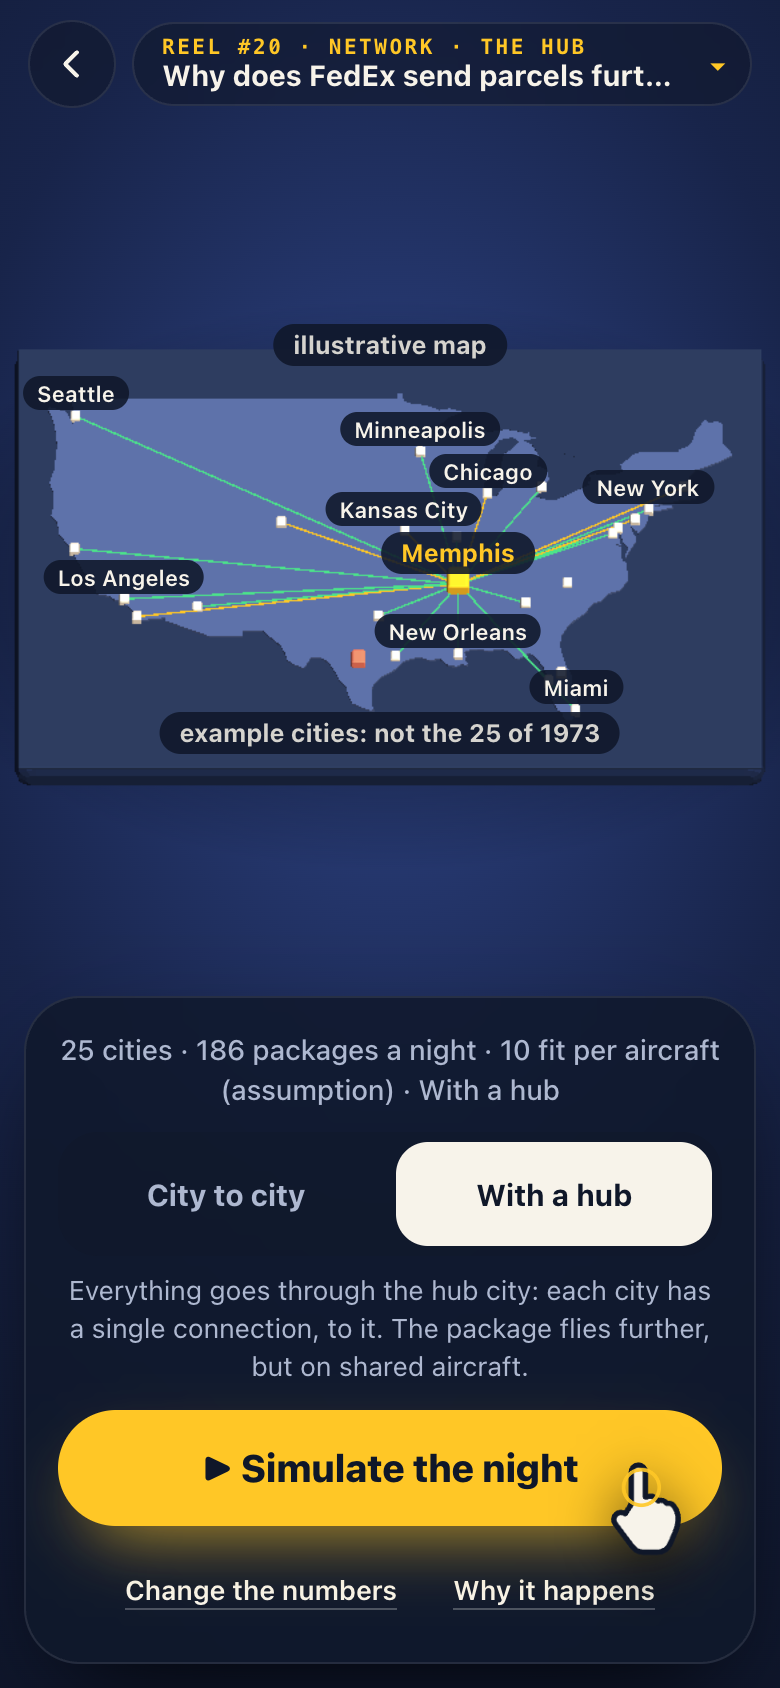 REEL #20 · NETWORK · THE HUB
Why does FedEx send parcels furt...
illustrative map
Seattle
Minneapolis
Chicago
New York
Kansas City
Memphis
Los Angeles
New Orleans
Miami
example cities: not the 25 of 1973
25 cities · 186 packages a night · 10 fit per aircraft
(assumption) · With a hub
City to city
With a hub
Everything goes through the hub city: each city has
a single connection, to it. The package flies further,
but on shared aircraft.
Simulate the night
Change the numbers
Why it happens